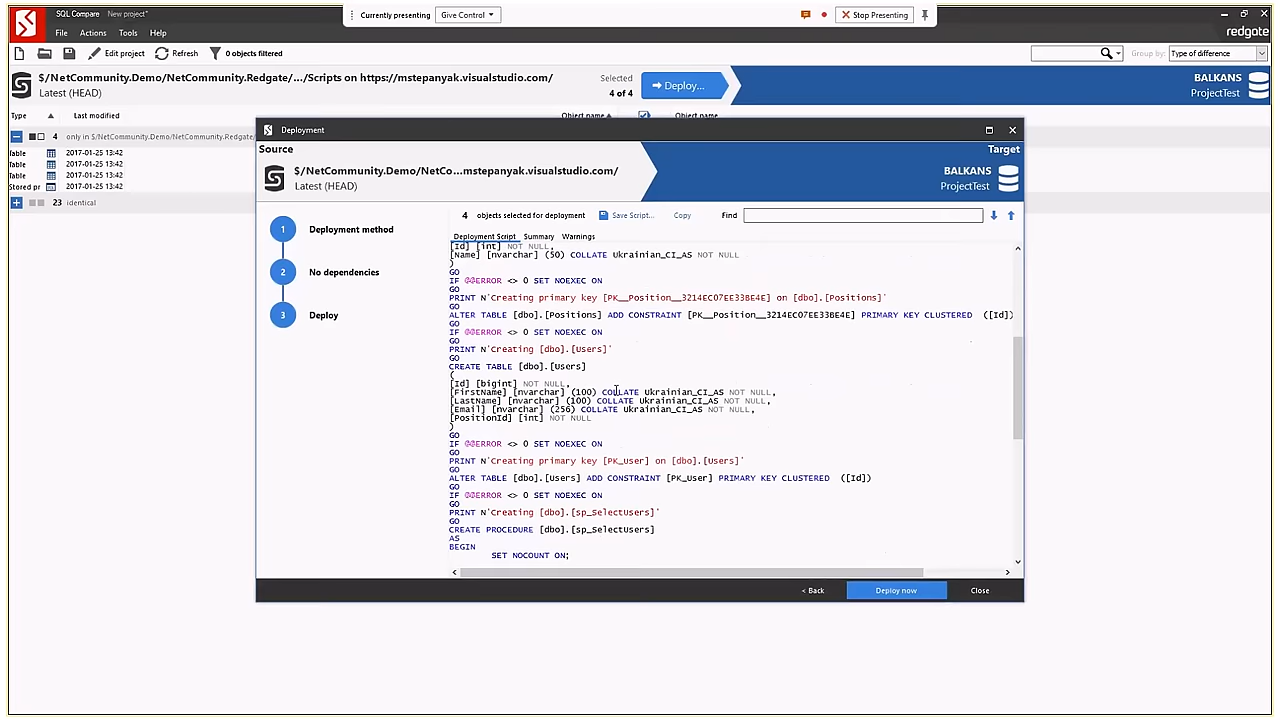 SQL Compare New project*
Currently presenting
Give Control
Stop Presenting
File Actions Tools Help
redgate
Edit project Refresh 0 objects filtered
Group by: Type of difference
$/NetCommunity.Demo/NetCommunity.Redgate/.../Scripts on https://mstepanyak.visualstudio.com/
Latest (HEAD)
Selected
4 of 4
Deploy...
BALKANS
ProjectTest
Type Last modified Object name Object name
4 only in $/NetCommunity.Demo/NetCommunity.Redgate/
Table 2017-01-25 13:42
Table 2017-01-25 13:42
Table 2017-01-25 13:42
Stored pr 2017-01-25 13:42
23 identical
Deployment
Source Target
$/NetCommunity.Demo/NetCo...mstepanyak.visualstudio.com/
Latest (HEAD)
BALKANS
ProjectTest
1 Deployment method
2 No dependencies
3 Deploy
4 objects selected for deployment Save Script... Copy Find
Deployment Script Summary Warnings
[Id] [int] NOT NULL,
[Name] [nvarchar] (50) COLLATE Ukrainian_CI_AS NOT NULL
)
GO
IF @@ERROR <> 0 SET NOEXEC ON
GO
PRINT N'Creating primary key [PK__Position__3214EC07EE33BE4E] on [dbo].[Positions]'
GO
ALTER TABLE [dbo].[Positions] ADD CONSTRAINT [PK__Position__3214EC07EE33BE4E] PRIMARY KEY CLUSTERED ([Id])
GO
IF @@ERROR <> 0 SET NOEXEC ON
GO
PRINT N'Creating [dbo].[Users]'
GO
CREATE TABLE [dbo].[Users]
(
[Id] [bigint] NOT NULL,
[FirstName] [nvarchar] (100) COLLATE Ukrainian_CI_AS NOT NULL,
[LastName] [nvarchar] (100) COLLATE Ukrainian_CI_AS NOT NULL,
[Email] [nvarchar] (256) COLLATE Ukrainian_CI_AS NOT NULL,
[PositionId] [int] NOT NULL
)
GO
IF @@ERROR <> 0 SET NOEXEC ON
GO
PRINT N'Creating primary key [PK_User] on [dbo].[Users]'
GO
ALTER TABLE [dbo].[Users] ADD CONSTRAINT [PK_User] PRIMARY KEY CLUSTERED ([Id])
GO
IF @@ERROR <> 0 SET NOEXEC ON
GO
PRINT N'Creating [dbo].[sp_SelectUsers]'
GO
CREATE PROCEDURE [dbo].[sp_SelectUsers]
AS
BEGIN
SET NOCOUNT ON;
< Back Deploy now Close